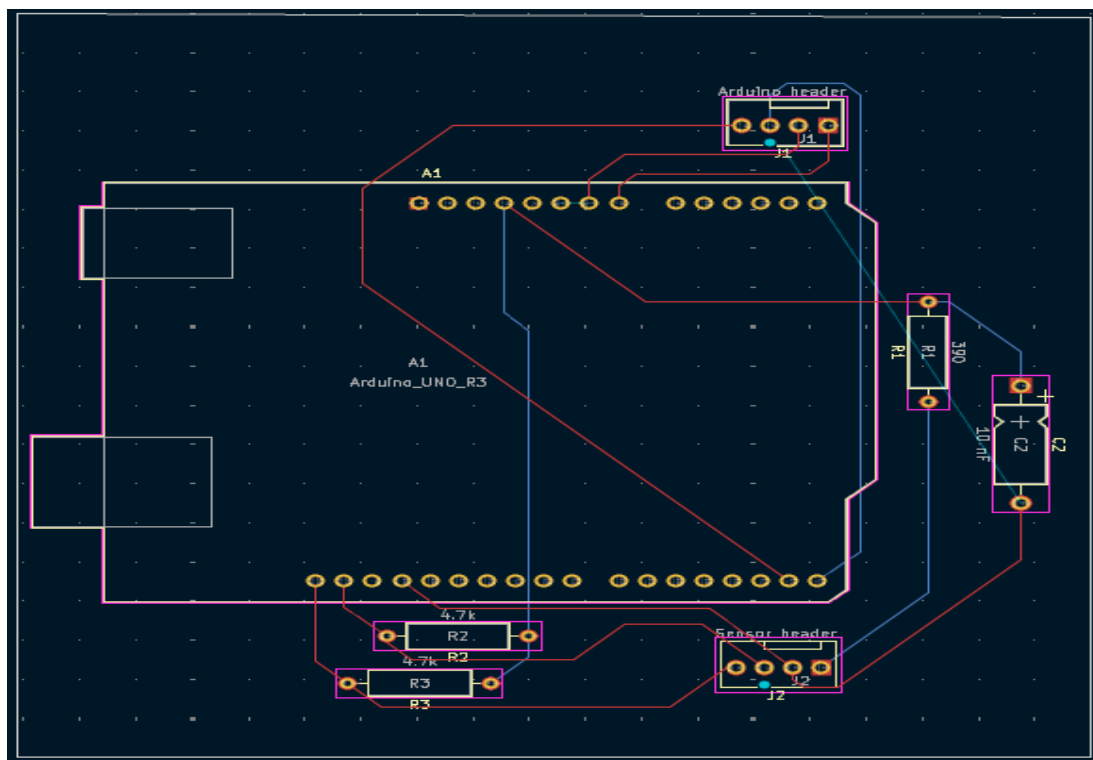 Arduino header
J1
J1
A1
A1
Arduino_UNO_R3
R1
R1
390
+
+
10 nF
C2
C2
4.7k
R2
R2
4.7k
R3
R3
Sensor header
J2
J2